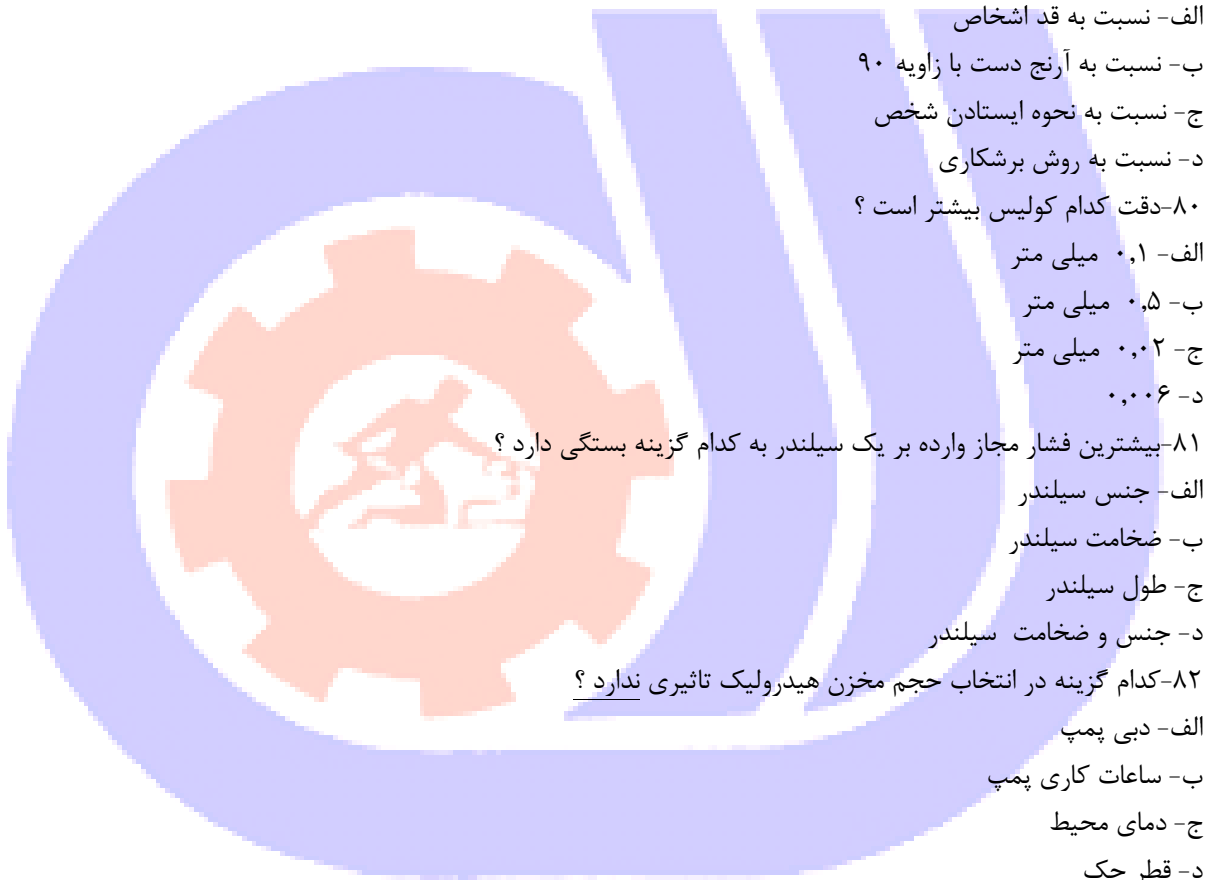 الف- نسبت به قد اشخاص
ب- نسبت به آرنج دست با زاویه ۹۰
ج- نسبت به نحوه ایستادن شخص
د- نسبت به روش برشکاری
۸۰-دقت کدام کولیس بیشتر است ؟
الف- ۰,۱ میلی متر
ب- ۰,۵ میلی متر
ج- ۰,۰۲ میلی متر
د- ۰,۰۰۶
۸۱-بیشترین فشار مجاز وارده بر یک سیلندر به کدام گزینه بستگی دارد ؟
الف- جنس سیلندر
ب- ضخامت سیلندر
ج- طول سیلندر
د- جنس و ضخامت سیلندر
۸۲-کدام گزینه در انتخاب حجم مخزن هیدرولیک تاثیری ندارد ؟
الف- دبی پمپ
ب- ساعات کاری پمپ
ج- دمای محیط
د- قطر جک